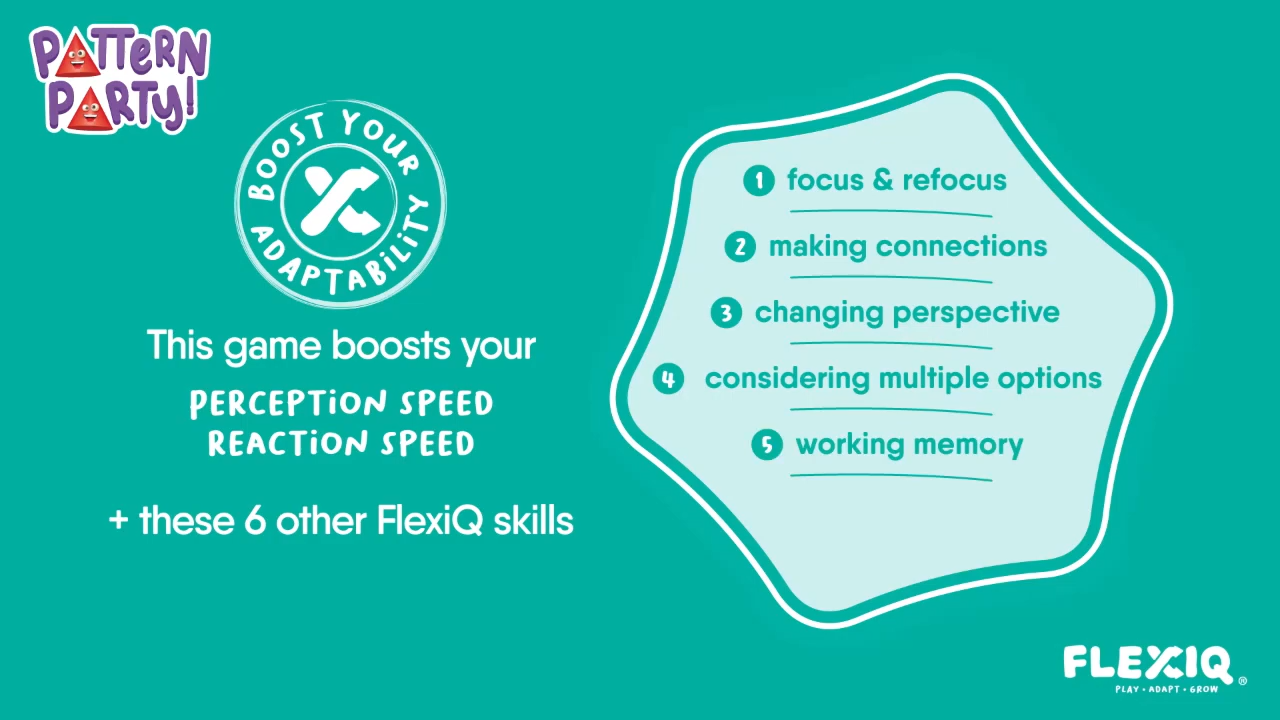 PATTERN
PARTY!
BOOST YOUR
ADAPTABiLiTY
This game boosts your
PERCEPTiON SPEED
REACTiON SPEED
+ these 6 other FlexiQ skills
1 focus & refocus
2 making connections
3 changing perspective
4 considering multiple options
5 working memory
FLEXIQ®
PLAY • ADAPT • GROW